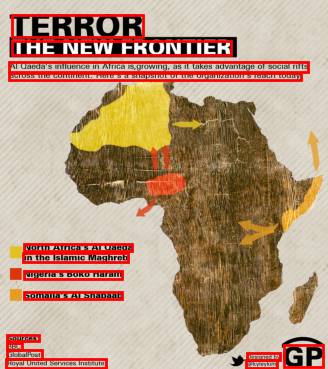 TERROR
THE NEW FRONTIER
Al Qaeda's influence in Africa is growing, as it takes advantage of social rifts
across the continent. Here's a snapshot of the organization's reach today.
North Africa's Al Qaeda
in the Islamic Maghreb
Nigeria's Boko Haram
Somalia's Al Shabaab
Sources
BBC
GlobalPost
Royal United Services Institute
designed by
@kyleykim
GP